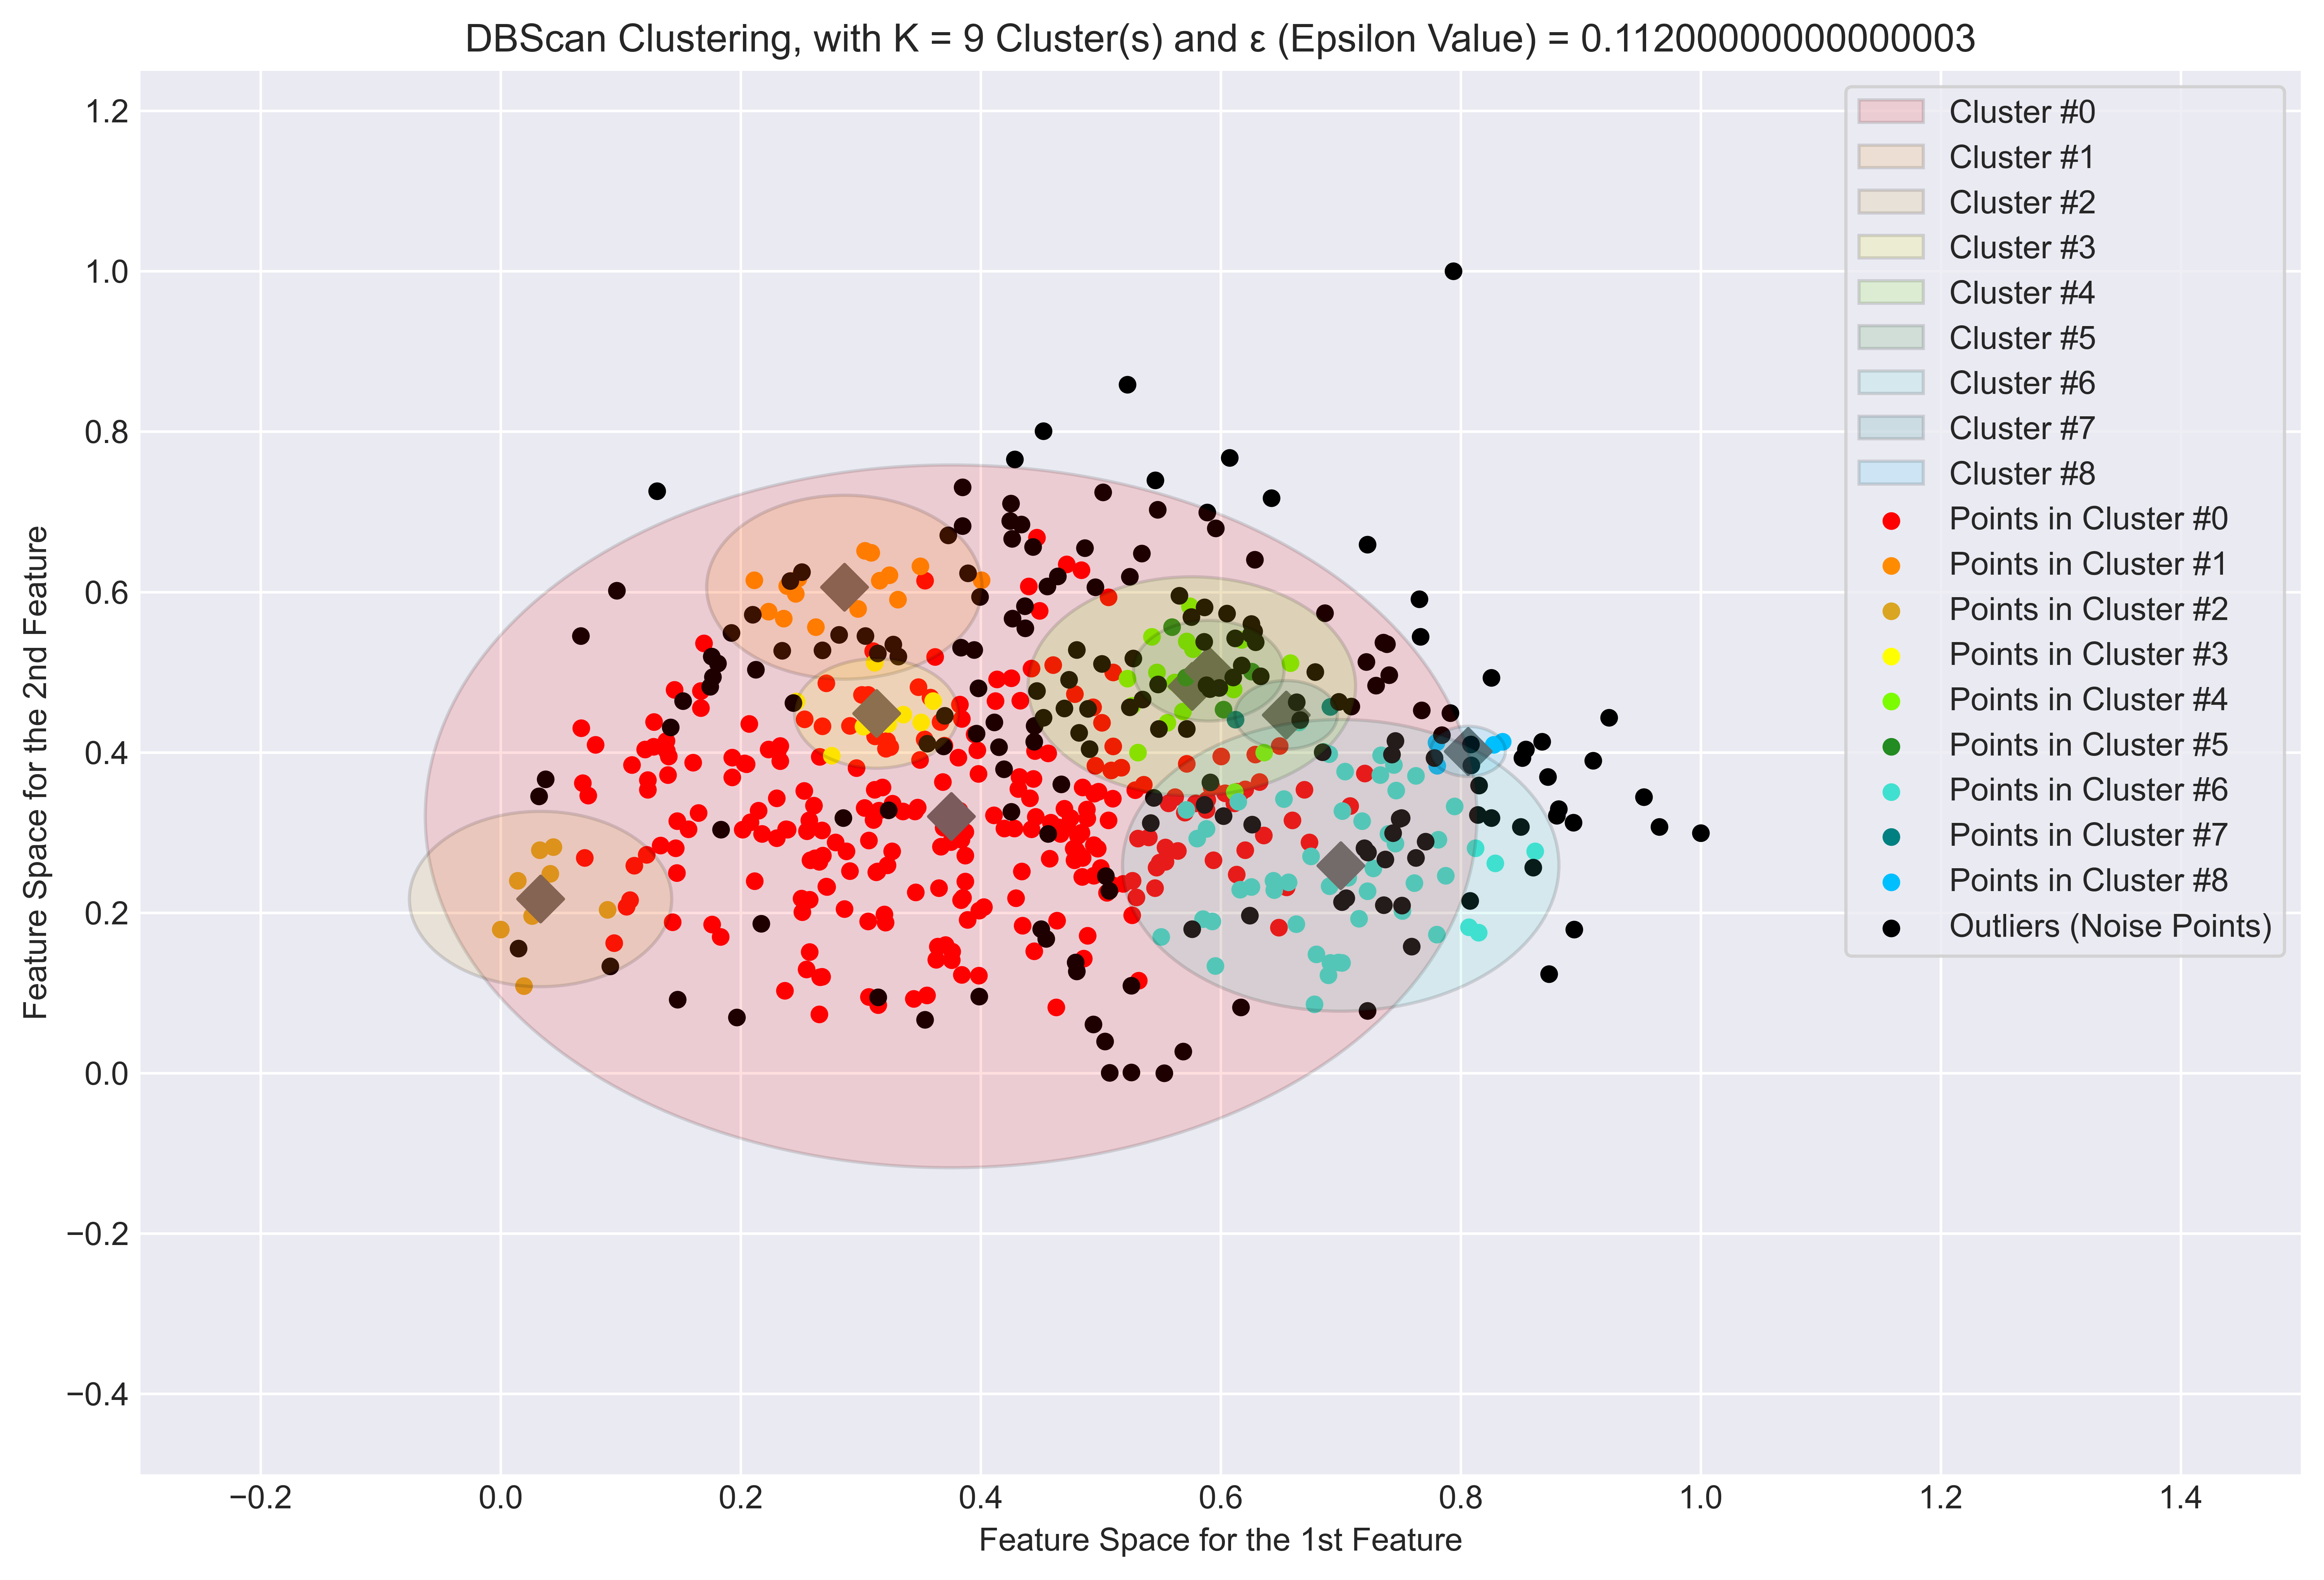 DBScan Clustering, with K = 9 Cluster(s) and ε (Epsilon Value) = 0.11200000000000003
Feature Space for the 2nd Feature
1.2
1.0
0.8
0.6
0.4
0.2
0.0
−0.2
−0.4
Cluster #0
Cluster #1
Cluster #2
Cluster #3
Cluster #4
Cluster #5
Cluster #6
Cluster #7
Cluster #8
Points in Cluster #0
Points in Cluster #1
Points in Cluster #2
Points in Cluster #3
Points in Cluster #4
Points in Cluster #5
Points in Cluster #6
Points in Cluster #7
Points in Cluster #8
Outliers (Noise Points)
−0.2 0.0 0.2 0.4 0.6 0.8 1.0 1.2 1.4
Feature Space for the 1st Feature